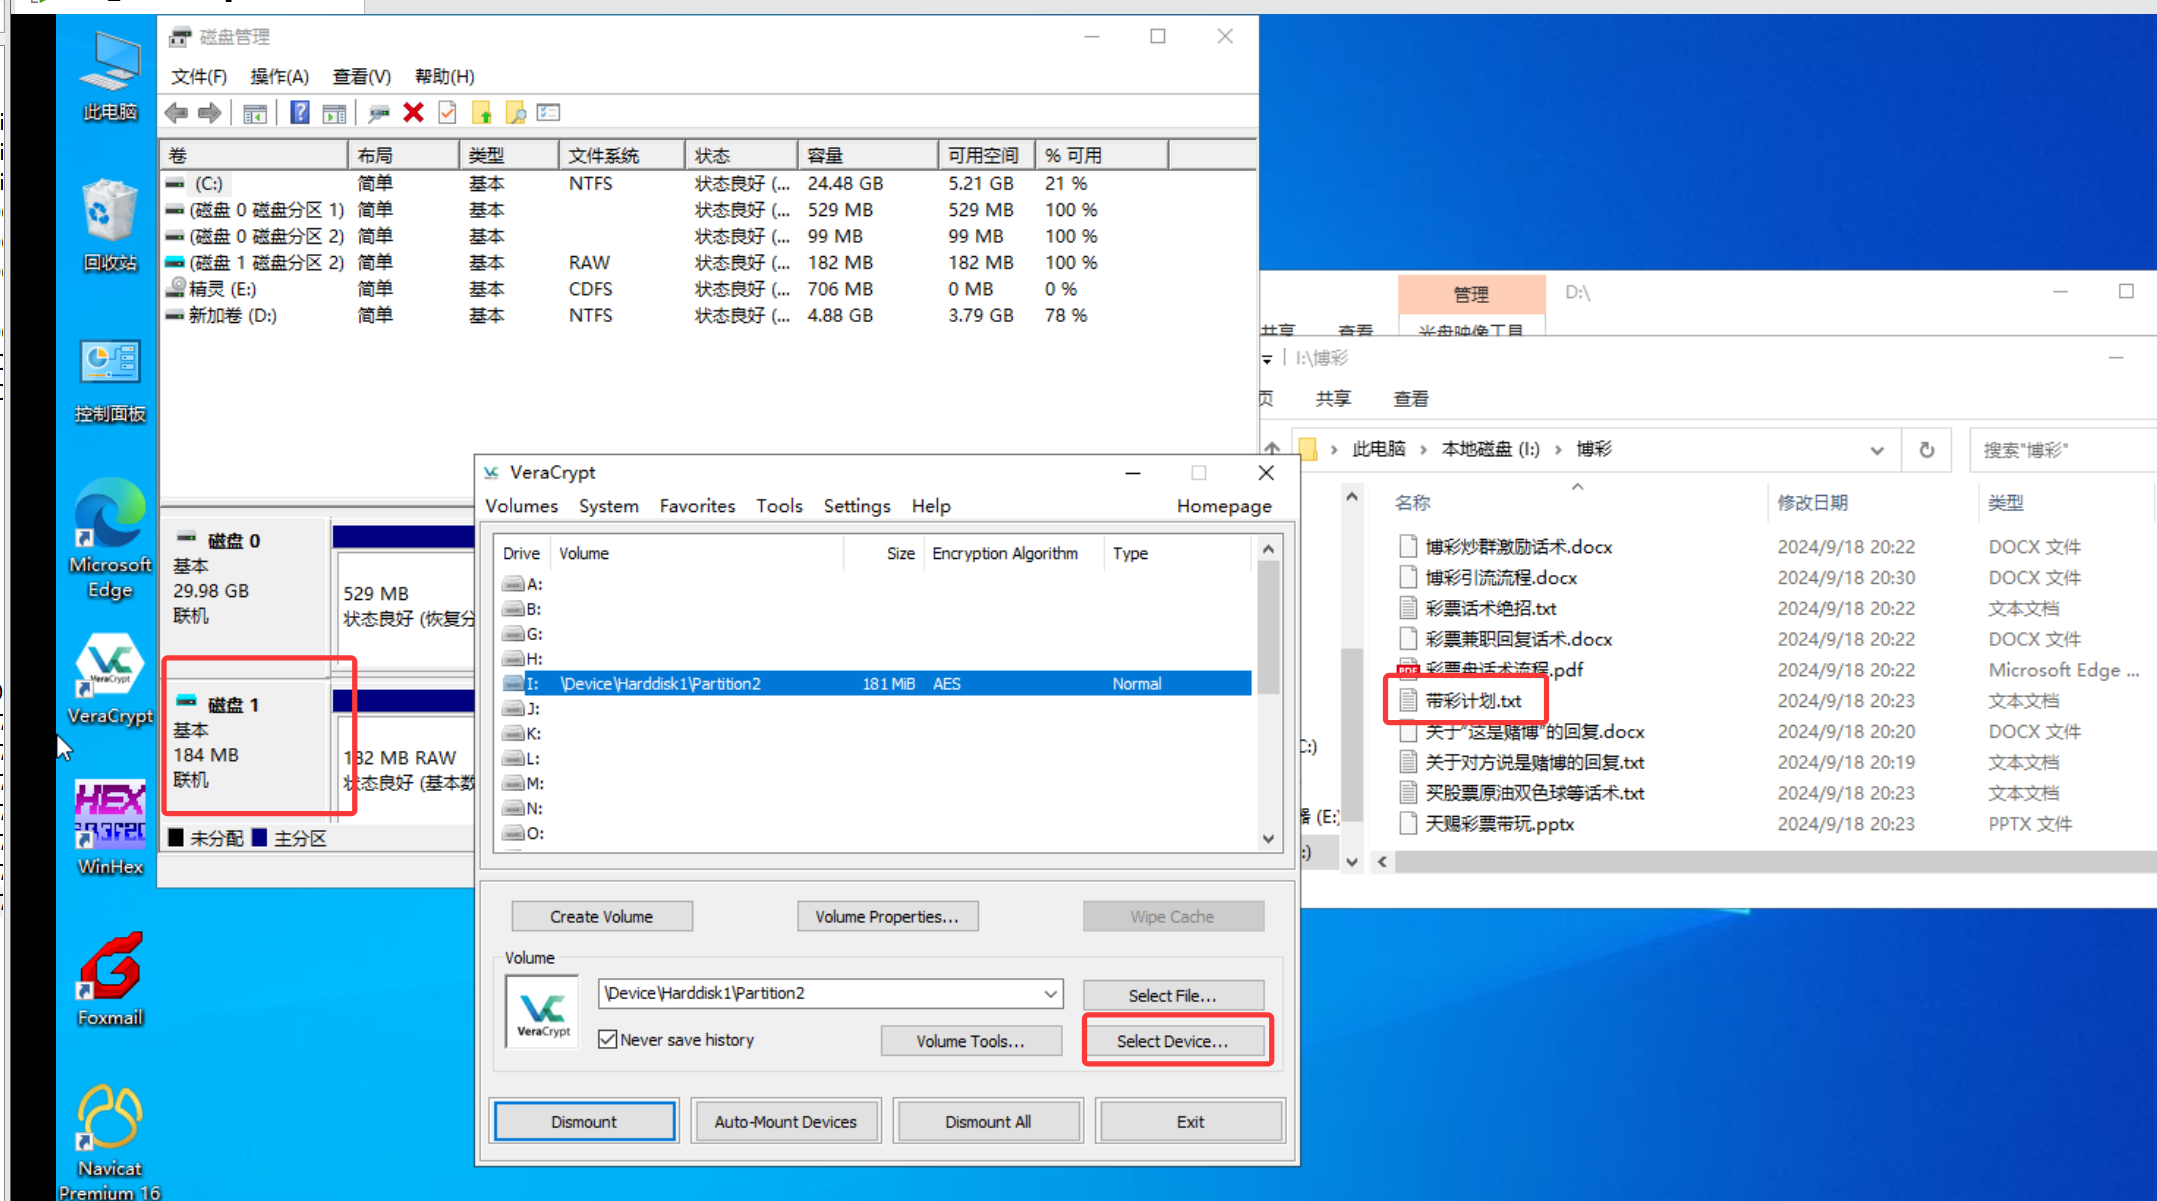 磁盘管理
文件(F) 操作(A) 查看(V) 帮助(H)
卷 布局 类型 文件系统 状态 容量 可用空间 % 可用
(C:) 简单 基本 NTFS 状态良好 (... 24.48 GB 5.21 GB 21 %
(磁盘 0 磁盘分区 1) 简单 基本 状态良好 (... 529 MB 529 MB 100 %
(磁盘 0 磁盘分区 2) 简单 基本 状态良好 (... 99 MB 99 MB 100 %
(磁盘 1 磁盘分区 2) 简单 基本 RAW 状态良好 (... 182 MB 182 MB 100 %
精灵 (E:) 简单 基本 CDFS 状态良好 (... 706 MB 0 MB 0 %
新加卷 (D:) 简单 基本 NTFS 状态良好 (... 4.88 GB 3.79 GB 78 %
磁盘 0
基本
29.98 GB
联机
529 MB
状态良好 (恢复分
磁盘 1
基本
184 MB
联机
182 MB RAW
状态良好 (基本数
未分配 主分区
此电脑
回收站
控制面板
Microsoft
Edge
VeraCrypt
VeraCrypt
HEX
WinHex
Foxmail
Navicat
Premium 16
VeraCrypt
Volumes System Favorites Tools Settings Help Homepage
Drive Volume Size Encryption Algorithm Type
A:
B:
G:
H:
I: \Device\Harddisk1\Partition2 181 MiB AES Normal
J:
K:
L:
M:
N:
O:
Create Volume Volume Properties... Wipe Cache
Volume
VeraCrypt
\Device\Harddisk1\Partition2 Select File...
Never save history Volume Tools... Select Device...
Dismount Auto-Mount Devices Dismount All Exit
管理 D:\
共享 查看 光盘映像工具
I:\博彩
页 共享 查看
此电脑 › 本地磁盘 (I:) › 博彩 搜索"博彩"
名称 修改日期 类型
博彩炒群激励话术.docx 2024/9/18 20:22 DOCX 文件
博彩引流流程.docx 2024/9/18 20:30 DOCX 文件
彩票话术绝招.txt 2024/9/18 20:22 文本文档
彩票兼职回复话术.docx 2024/9/18 20:22 DOCX 文件
PDF 彩票盘话术流程.pdf 2024/9/18 20:22 Microsoft Edge ...
带彩计划.txt 2024/9/18 20:23 文本文档
关于"这是赌博"的回复.docx 2024/9/18 20:20 DOCX 文件
关于对方说是赌博的回复.txt 2024/9/18 20:19 文本文档
买股票原油双色球等话术.txt 2024/9/18 20:23 文本文档
天赐彩票带玩.pptx 2024/9/18 20:23 PPTX 文件
C:)
器 (E:)
:)